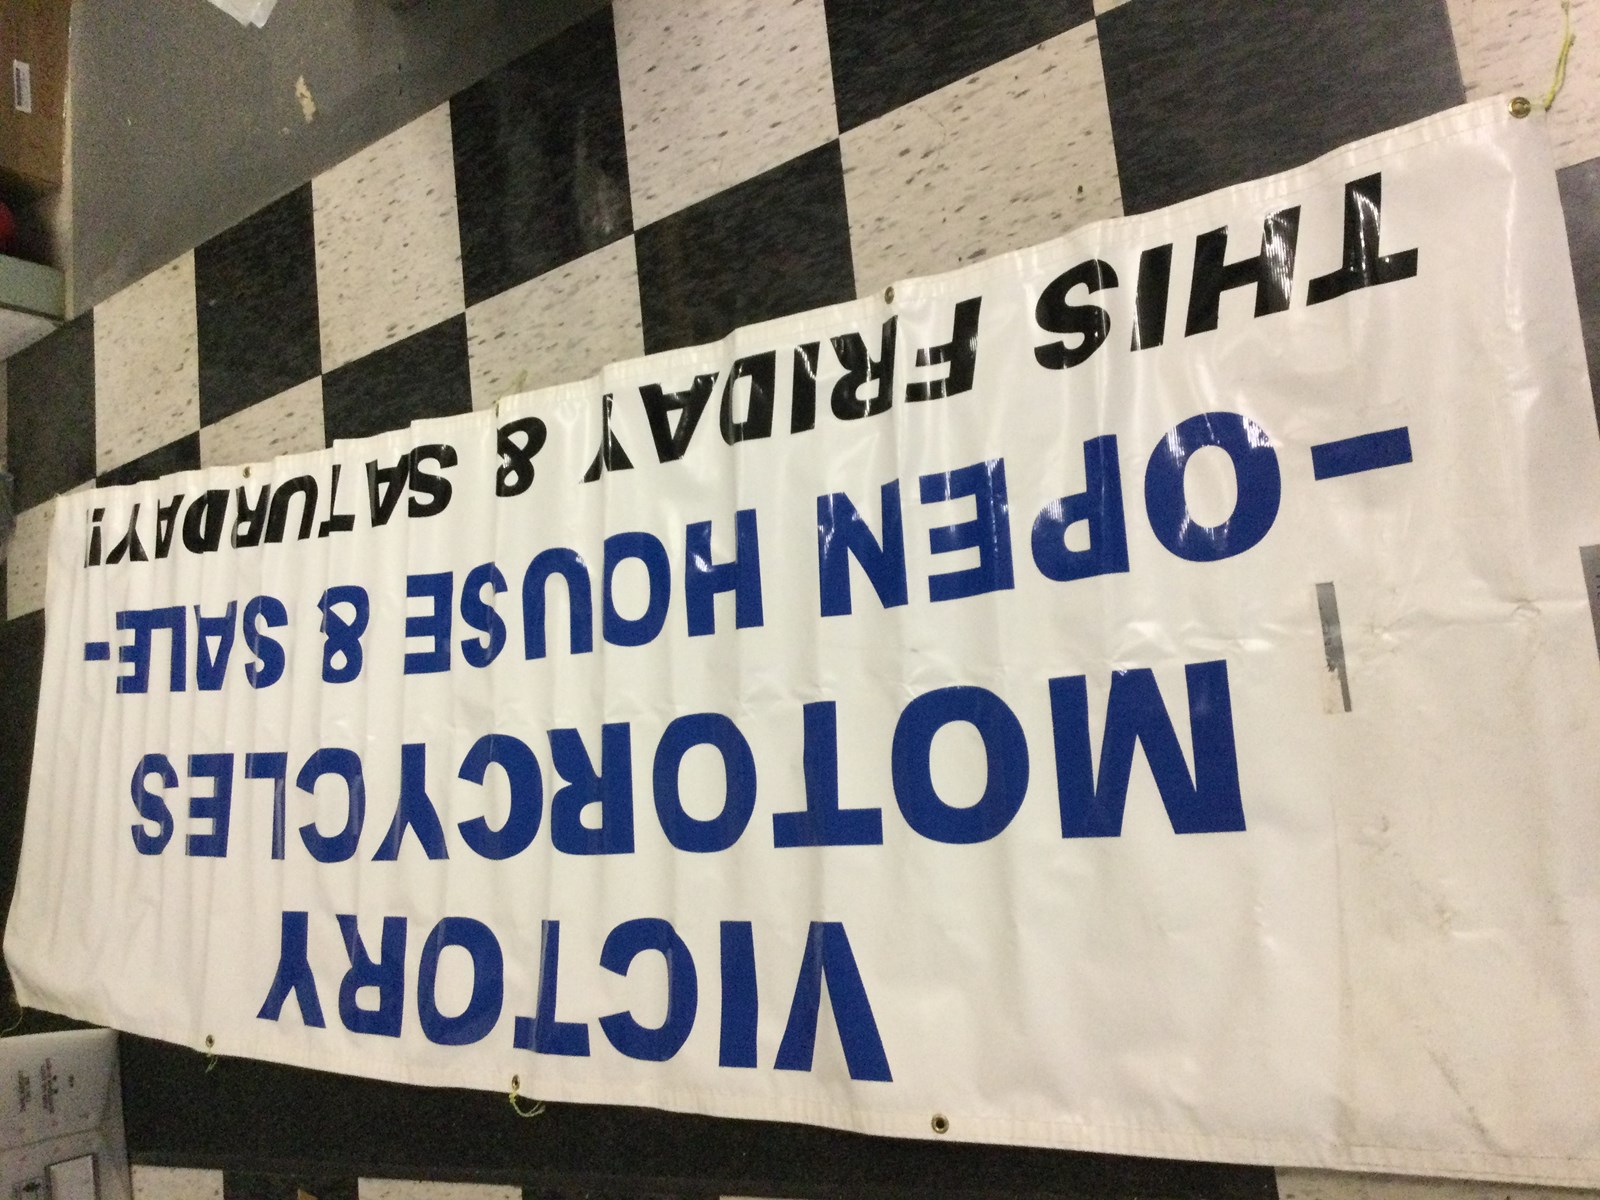 VICTORY
MOTORCYCLES
-OPEN HOUSE & SALE-
THIS FRIDAY & SATURDAY!